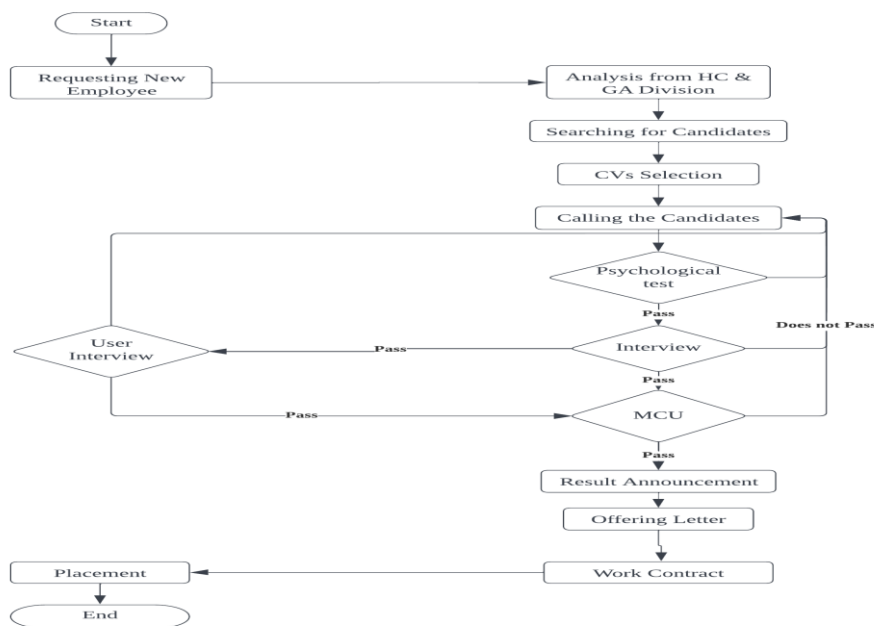 Start
Requesting New
Employee
Analysis from HC &
GA Division
Searching for Candidates
CVs Selection
Calling the Candidates
Psychological
test
Pass
Does not Pass
User
Interview
Pass
Interview
Pass
Pass
MCU
Pass
Result Announcement
Offering Letter
Placement
Work Contract
End